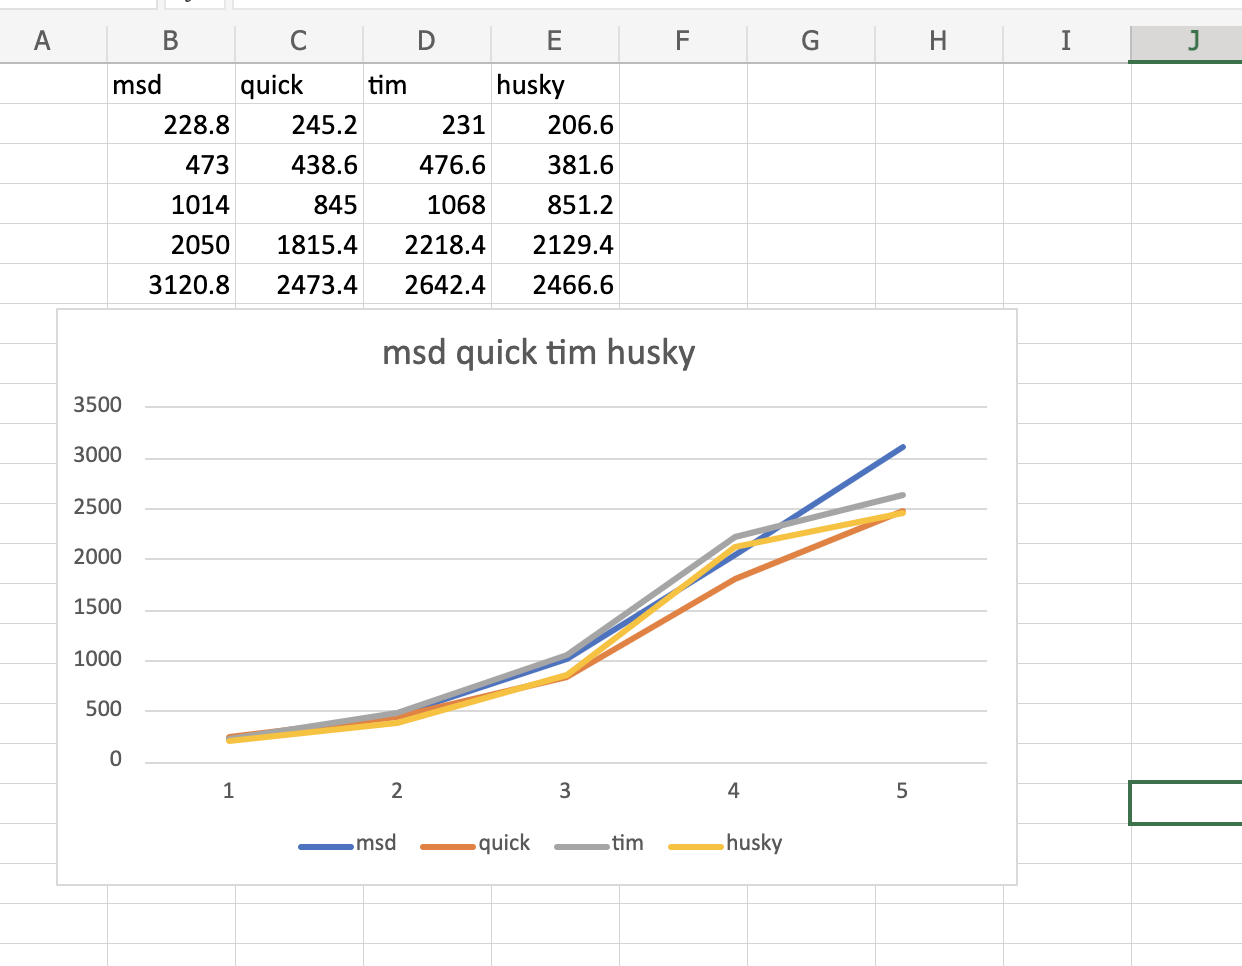 A B C D E F G H I J
msd quick tim husky
228.8 245.2 231 206.6
473 438.6 476.6 381.6
1014 845 1068 851.2
2050 1815.4 2218.4 2129.4
3120.8 2473.4 2642.4 2466.6
msd quick tim husky
3500
3000
2500
2000
1500
1000
500
0
1 2 3 4 5
msd quick tim husky